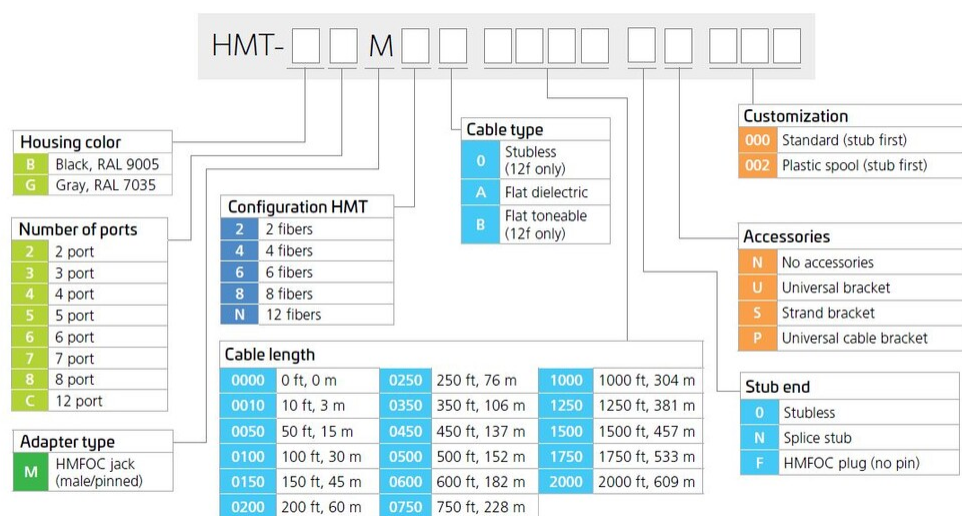 HMT- M
Housing color
B Black, RAL 9005
G Gray, RAL 7035
Number of ports
2 2 port
3 3 port
4 4 port
5 5 port
6 6 port
7 7 port
8 8 port
C 12 port
Adapter type
M HMFOC jack
(male/pinned)
Configuration HMT
2 2 fibers
4 4 fibers
6 6 fibers
8 8 fibers
N 12 fibers
Cable type
0 Stubless
(12f only)
A Flat dielectric
B Flat toneable
(12f only)
Cable length
0000 0 ft, 0 m 0250 250 ft, 76 m 1000 1000 ft, 304 m
0010 10 ft, 3 m 0350 350 ft, 106 m 1250 1250 ft, 381 m
0050 50 ft, 15 m 0450 450 ft, 137 m 1500 1500 ft, 457 m
0100 100 ft, 30 m 0500 500 ft, 152 m 1750 1750 ft, 533 m
0150 150 ft, 45 m 0600 600 ft, 182 m 2000 2000 ft, 609 m
0200 200 ft, 60 m 0750 750 ft, 228 m
Customization
000 Standard (stub first)
002 Plastic spool (stub first)
Accessories
N No accessories
U Universal bracket
S Strand bracket
P Universal cable bracket
Stub end
0 Stubless
N Splice stub
F HMFOC plug (no pin)